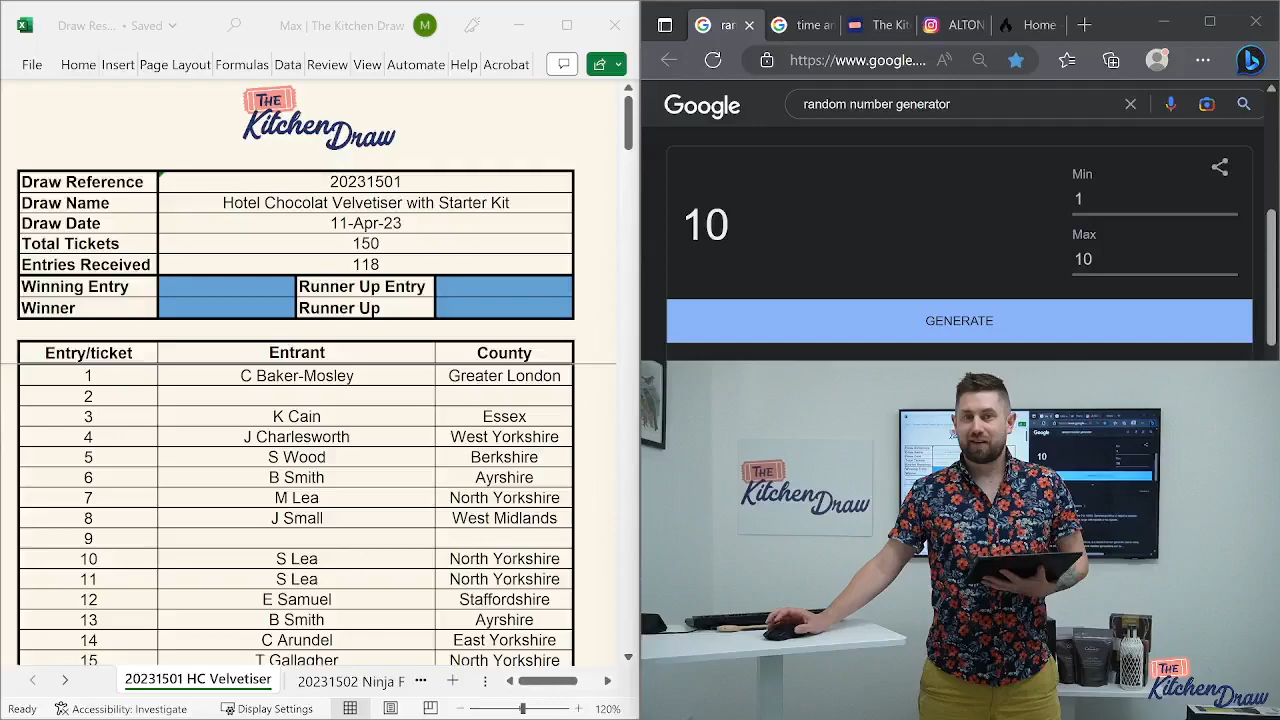 Draw Res... - Saved
Max | The Kitchen Draw
M
File Home Insert Page Layout Formulas Data Review View Automate Help Acrobat
THE
Kitchen Draw
Draw Reference 20231501
Draw Name Hotel Chocolat Velvetiser with Starter Kit
Draw Date 11-Apr-23
Total Tickets 150
Entries Received 118
Winning Entry Runner Up Entry
Winner Runner Up
Entry/ticket Entrant County
1 C Baker-Mosley Greater London
2
3 K Cain Essex
4 J Charlesworth West Yorkshire
5 S Wood Berkshire
6 B Smith Ayrshire
7 M Lea North Yorkshire
8 J Small West Midlands
9
10 S Lea North Yorkshire
11 S Lea North Yorkshire
12 E Samuel Staffordshire
13 B Smith Ayrshire
14 C Arundel East Yorkshire
15 T Gallagher North Yorkshire
20231501 HC Velvetiser 20231502 Ninja F ...
Ready Accessibility: Investigate Display Settings 120%
ran time an The Kit ALTON Home
https://www.google....
Google random number generator
10
Min
1
Max
10
GENERATE
THE
Kitchen Draw
Google
10
THE
Kitchen Draw